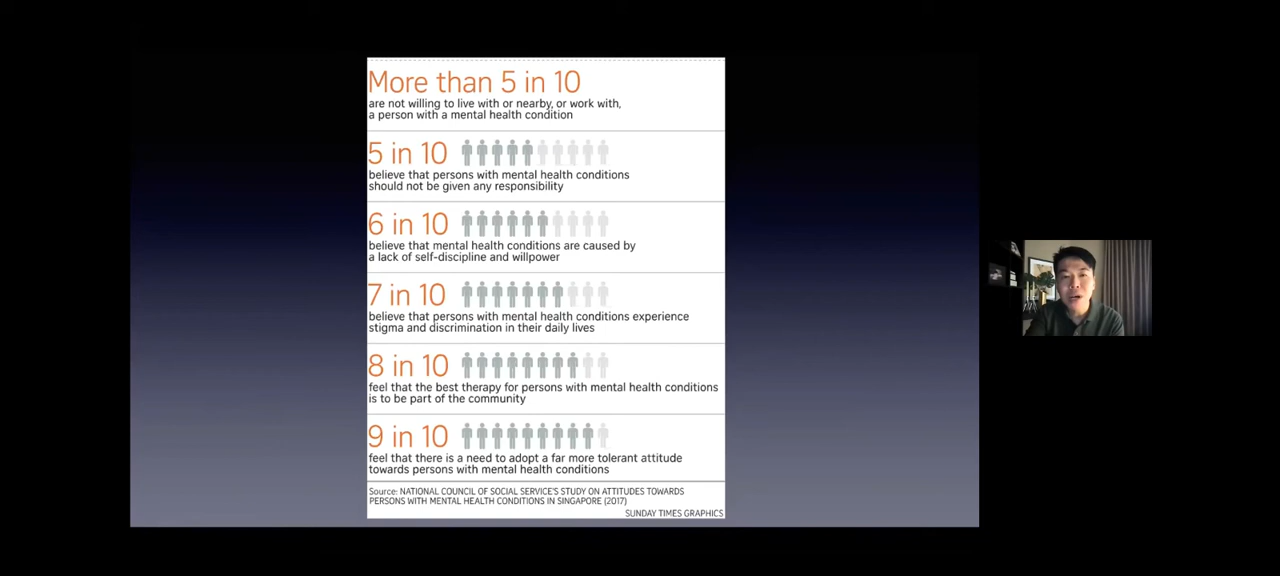 More than 5 in 10
are not willing to live with or nearby, or work with,
a person with a mental health condition
5 in 10
believe that persons with mental health conditions
should not be given any responsibility
6 in 10
believe that mental health conditions are caused by
a lack of self-discipline and willpower
7 in 10
believe that persons with mental health conditions experience
stigma and discrimination in their daily lives
8 in 10
feel that the best therapy for persons with mental health conditions
is to be part of the community
9 in 10
feel that there is a need to adopt a far more tolerant attitude
towards persons with mental health conditions
Source: NATIONAL COUNCIL OF SOCIAL SERVICE'S STUDY ON ATTITUDES TOWARDS
PERSONS WITH MENTAL HEALTH CONDITIONS IN SINGAPORE (2017)
SUNDAY TIMES GRAPHICS